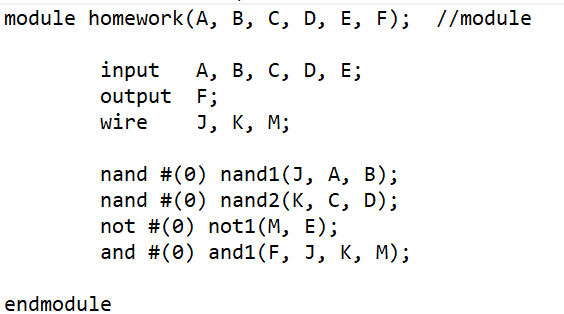 module homework(A, B, C, D, E, F);  //module
input   A, B, C, D, E;
output  F;
wire    J, K, M;
nand #(0) nand1(J, A, B);
nand #(0) nand2(K, C, D);
not #(0) not1(M, E);
and #(0) and1(F, J, K, M);
endmodule